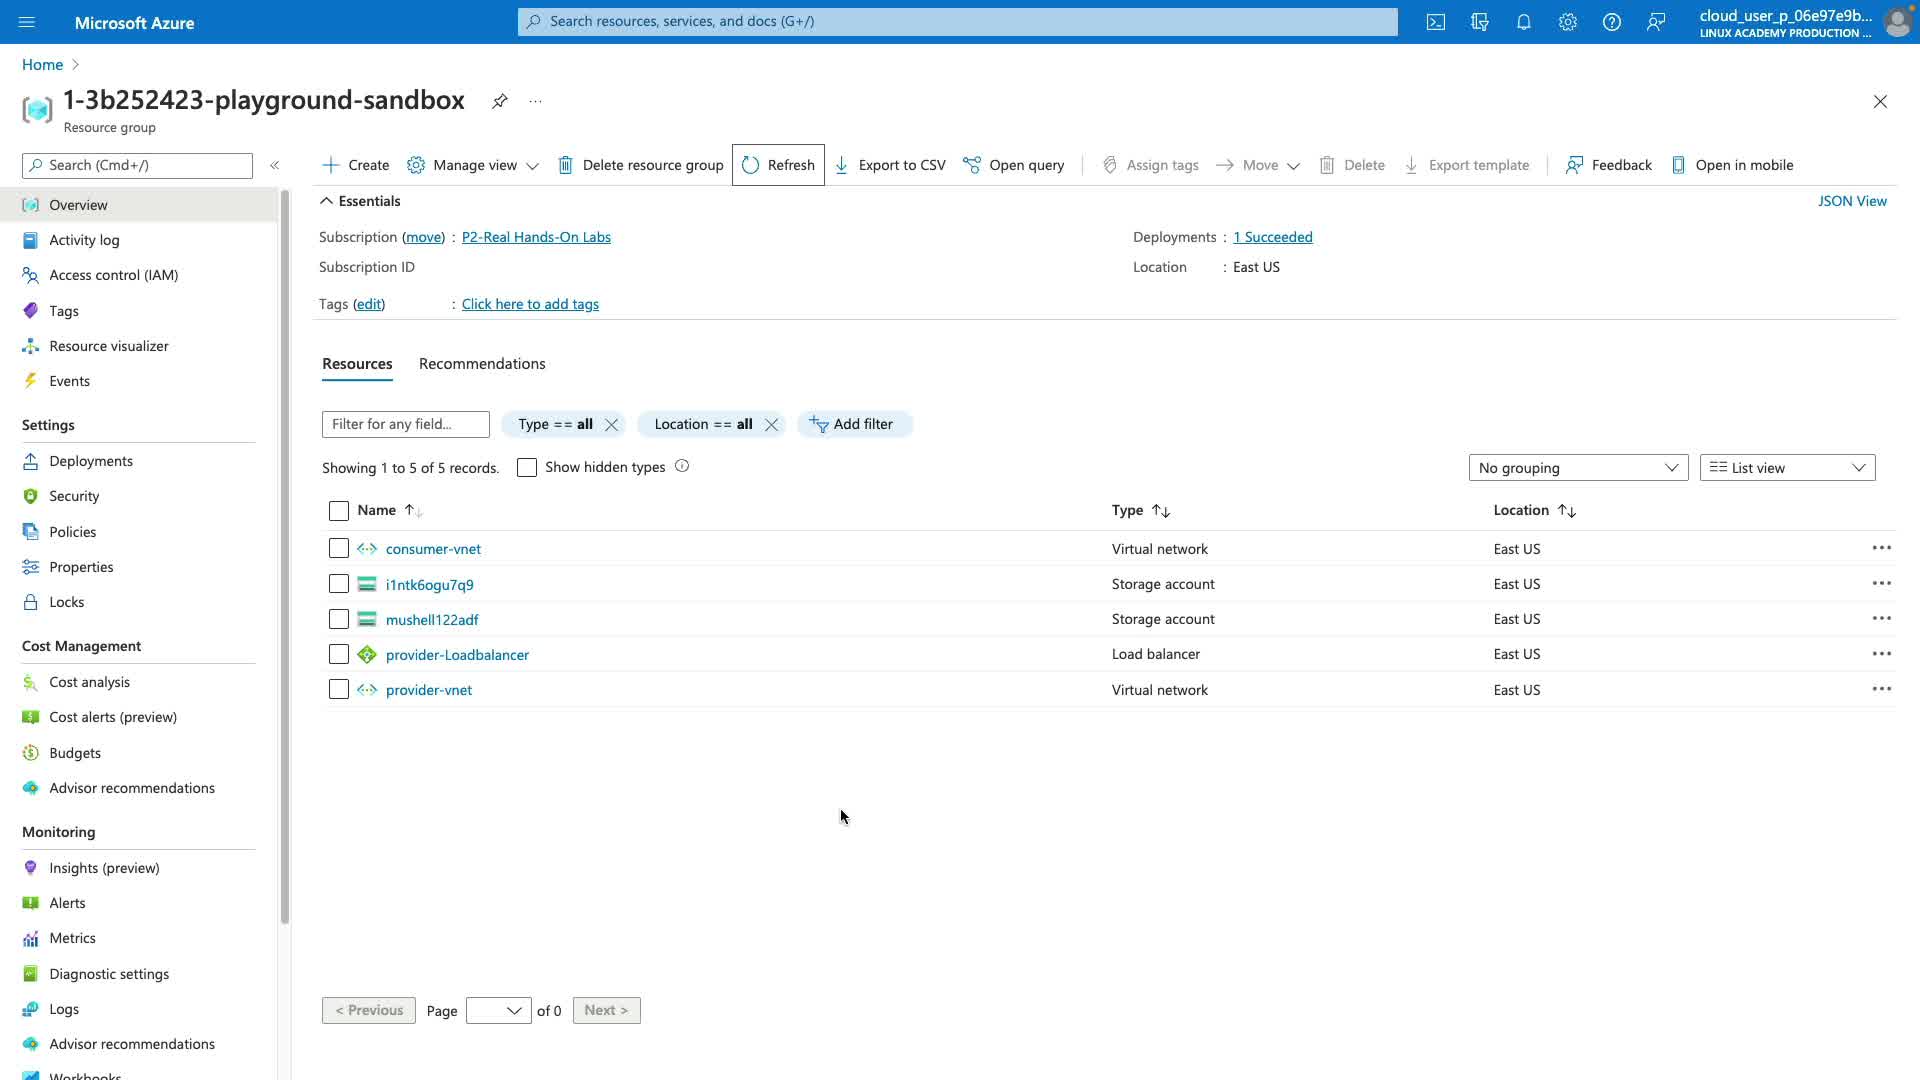 Microsoft Azure
Search resources, services, and docs (G+/)
cloud_user_p_06e97e9b...
LINUX ACADEMY PRODUCTION ...
Home
1-3b252423-playground-sandbox
...
Resource group
Search (Cmd+/)
«
Create
Manage view
Delete resource group
Refresh
Export to CSV
Open query
Assign tags
Move
Delete
Export template
Feedback
Open in mobile
Overview
Activity log
Access control (IAM)
Tags
Resource visualizer
Events
Settings
Deployments
Security
Policies
Properties
Locks
Cost Management
Cost analysis
Cost alerts (preview)
Budgets
Advisor recommendations
Monitoring
Insights (preview)
Alerts
Metrics
Diagnostic settings
Logs
Advisor recommendations
Workbooks
Essentials
JSON View
Subscription (move) : P2-Real Hands-On Labs
Deployments : 1 Succeeded
Subscription ID
Location : East US
Tags (edit) : Click here to add tags
Resources
Recommendations
Filter for any field...
Type == all
Location == all
Add filter
Showing 1 to 5 of 5 records.
Show hidden types
No grouping
List view
Name ↑↓ Type ↑↓ Location ↑↓
consumer-vnet Virtual network East US ...
i1ntk6ogu7q9 Storage account East US ...
mushell122adf Storage account East US ...
provider-Loadbalancer Load balancer East US ...
provider-vnet Virtual network East US ...
< Previous Page of 0 Next >